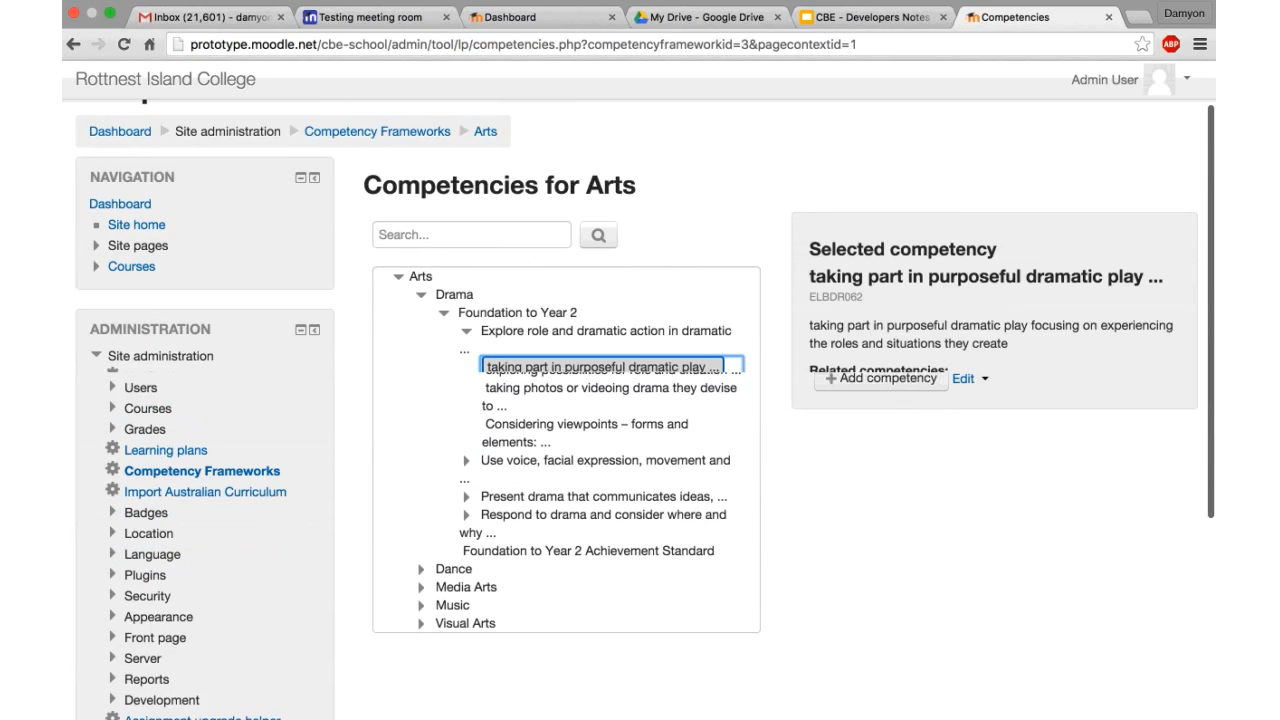 Inbox (21,601) - damyo
Testing meeting room
Dashboard
My Drive - Google Drive
CBE - Developers Notes
Competencies
Damyon
prototype.moodle.net/cbe-school/admin/tool/lp/competencies.php?competencyframeworkid=3&pagecontextid=1
ABP
Rottnest Island College
Admin User
Dashboard Site administration Competency Frameworks Arts
NAVIGATION
Dashboard
Site home
Site pages
Courses
ADMINISTRATION
Site administration
Users
Courses
Grades
Learning plans
Competency Frameworks
Import Australian Curriculum
Badges
Location
Language
Plugins
Security
Appearance
Front page
Server
Reports
Development
Assignment upgrade helper
Competencies for Arts
Search...
Arts
Drama
Foundation to Year 2
Explore role and dramatic action in dramatic
...
taking part in purposeful dramatic play ...
exploring possibilities for role and situation: ...
taking photos or videoing drama they devise
to ...
Considering viewpoints – forms and
elements: ...
Use voice, facial expression, movement and
...
Present drama that communicates ideas, ...
Respond to drama and consider where and
why ...
Foundation to Year 2 Achievement Standard
Dance
Media Arts
Music
Visual Arts
Selected competency
taking part in purposeful dramatic play ...
ELBDR062
taking part in purposeful dramatic play focusing on experiencing
the roles and situations they create
Related competencies:
Add competency Edit